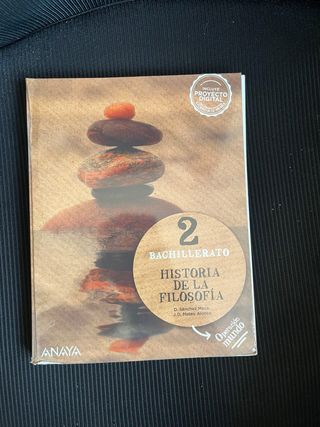 INCLUYE
PROYECTO
DIGITAL
2
BACHILLERATO
HISTORIA
DE LA
FILOSOFÍA
D. Sánchez Meca
J. D. Mateu Alonso
Operación
mundo
ANAYA